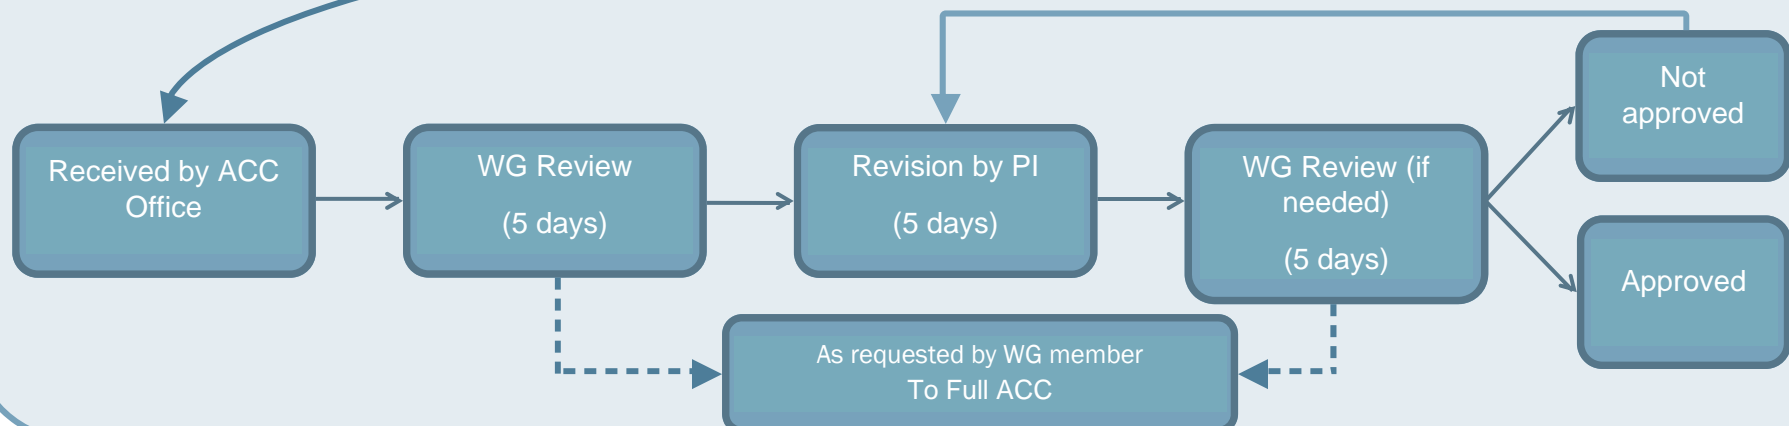 Received by ACC
Office
WG Review
(5 days)
Revision by PI
(5 days)
WG Review (if
needed)
(5 days)
Not
approved
Approved
As requested by WG member
To Full ACC